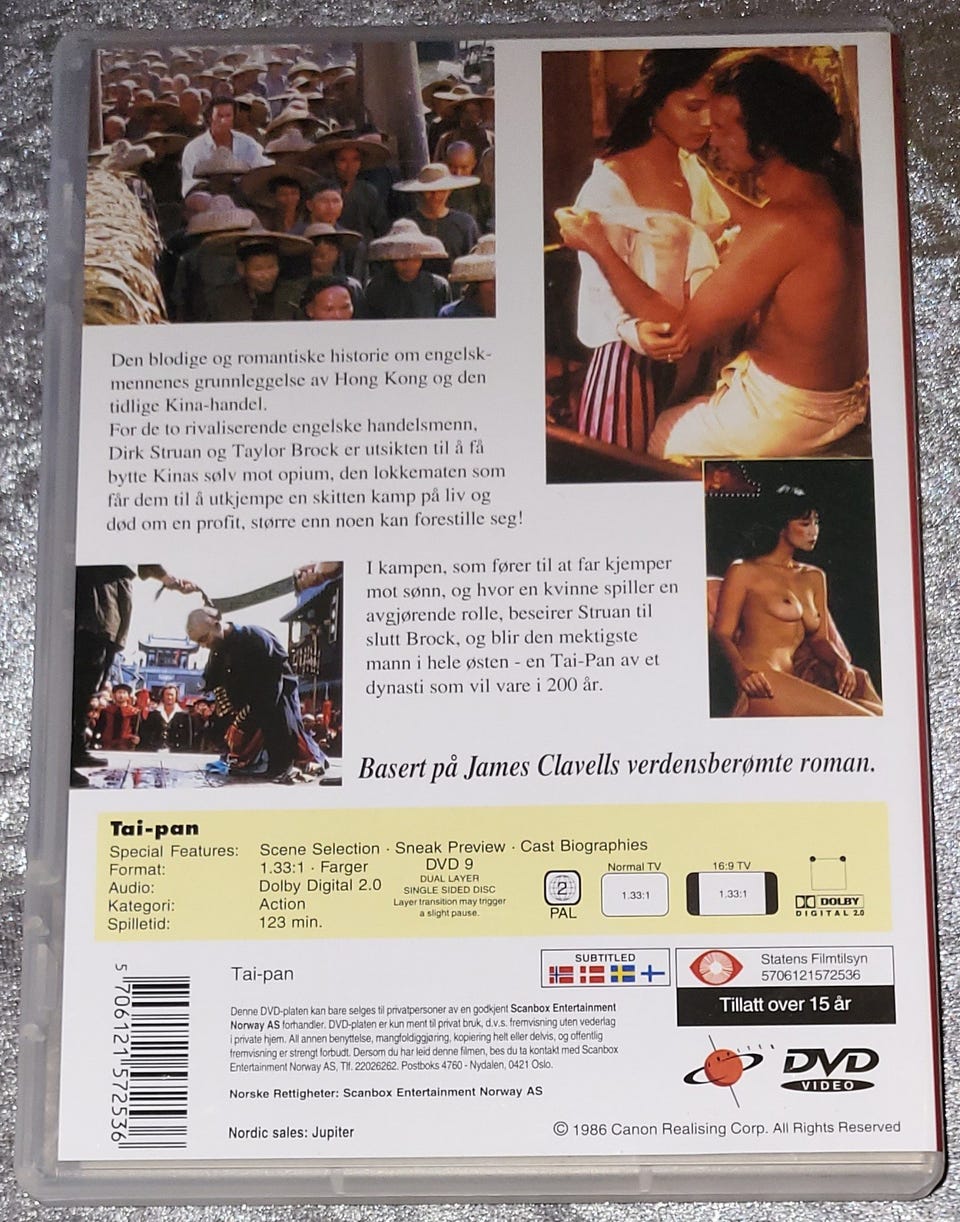 Den blodige og romantiske historie om engelsk-
mennenes grunnleggelse av Hong Kong og den
tidlige Kina-handel.
For de to rivaliserende engelske handelsmenn,
Dirk Struan og Taylor Brock er utsikten til å få
bytte Kinas sølv mot opium, den lokkematen som
får dem til å utkjempe en skitten kamp på liv og
død om en profit, større enn noen kan forestille seg!
I kampen, som fører til at far kjemper
mot sønn, og hvor en kvinne spiller en
avgjørende rolle, beseirer Struan til
slutt Brock, og blir den mektigste
mann i hele østen - en Tai-Pan av et
dynasti som vil vare i 200 år.
Basert på James Clavells verdensberømte roman.
Tai-pan
Special Features: Scene Selection · Sneak Preview · Cast Biographies
Format: 1.33:1 · Farger
Audio: Dolby Digital 2.0
Kategori: Action
Spilletid: 123 min.
DVD 9
DUAL LAYER
SINGLE SIDED DISC
Layer transition may trigger
a slight pause.
2
PAL
Normal TV
1.33:1
16:9 TV
1.33:1
DOLBY
DIGITAL 2.0
5 706121 572536
Tai-pan
SUBTITLED
Statens Filmtilsyn
5706121572536
Tillatt over 15 år
Denne DVD-platen kan bare selges til privatpersoner av en godkjent Scanbox Entertainment
Norway AS forhandler. DVD-platen er kun ment til privat bruk, d.v.s. fremvisning uten vederlag
i private hjem. All annen benyttelse, mangfoldiggjøring, kopiering helt eller delvis, og offentlig
fremvisning er strengt forbudt. Dersom du har leid denne filmen, bes du ta kontakt med Scanbox
Entertainment Norway AS, Tlf. 22026262. Postboks 4760 - Nydalen, 0421 Oslo.
Norske Rettigheter: Scanbox Entertainment Norway AS
DVD
VIDEO
Nordic sales: Jupiter
© 1986 Canon Realising Corp. All Rights Reserved